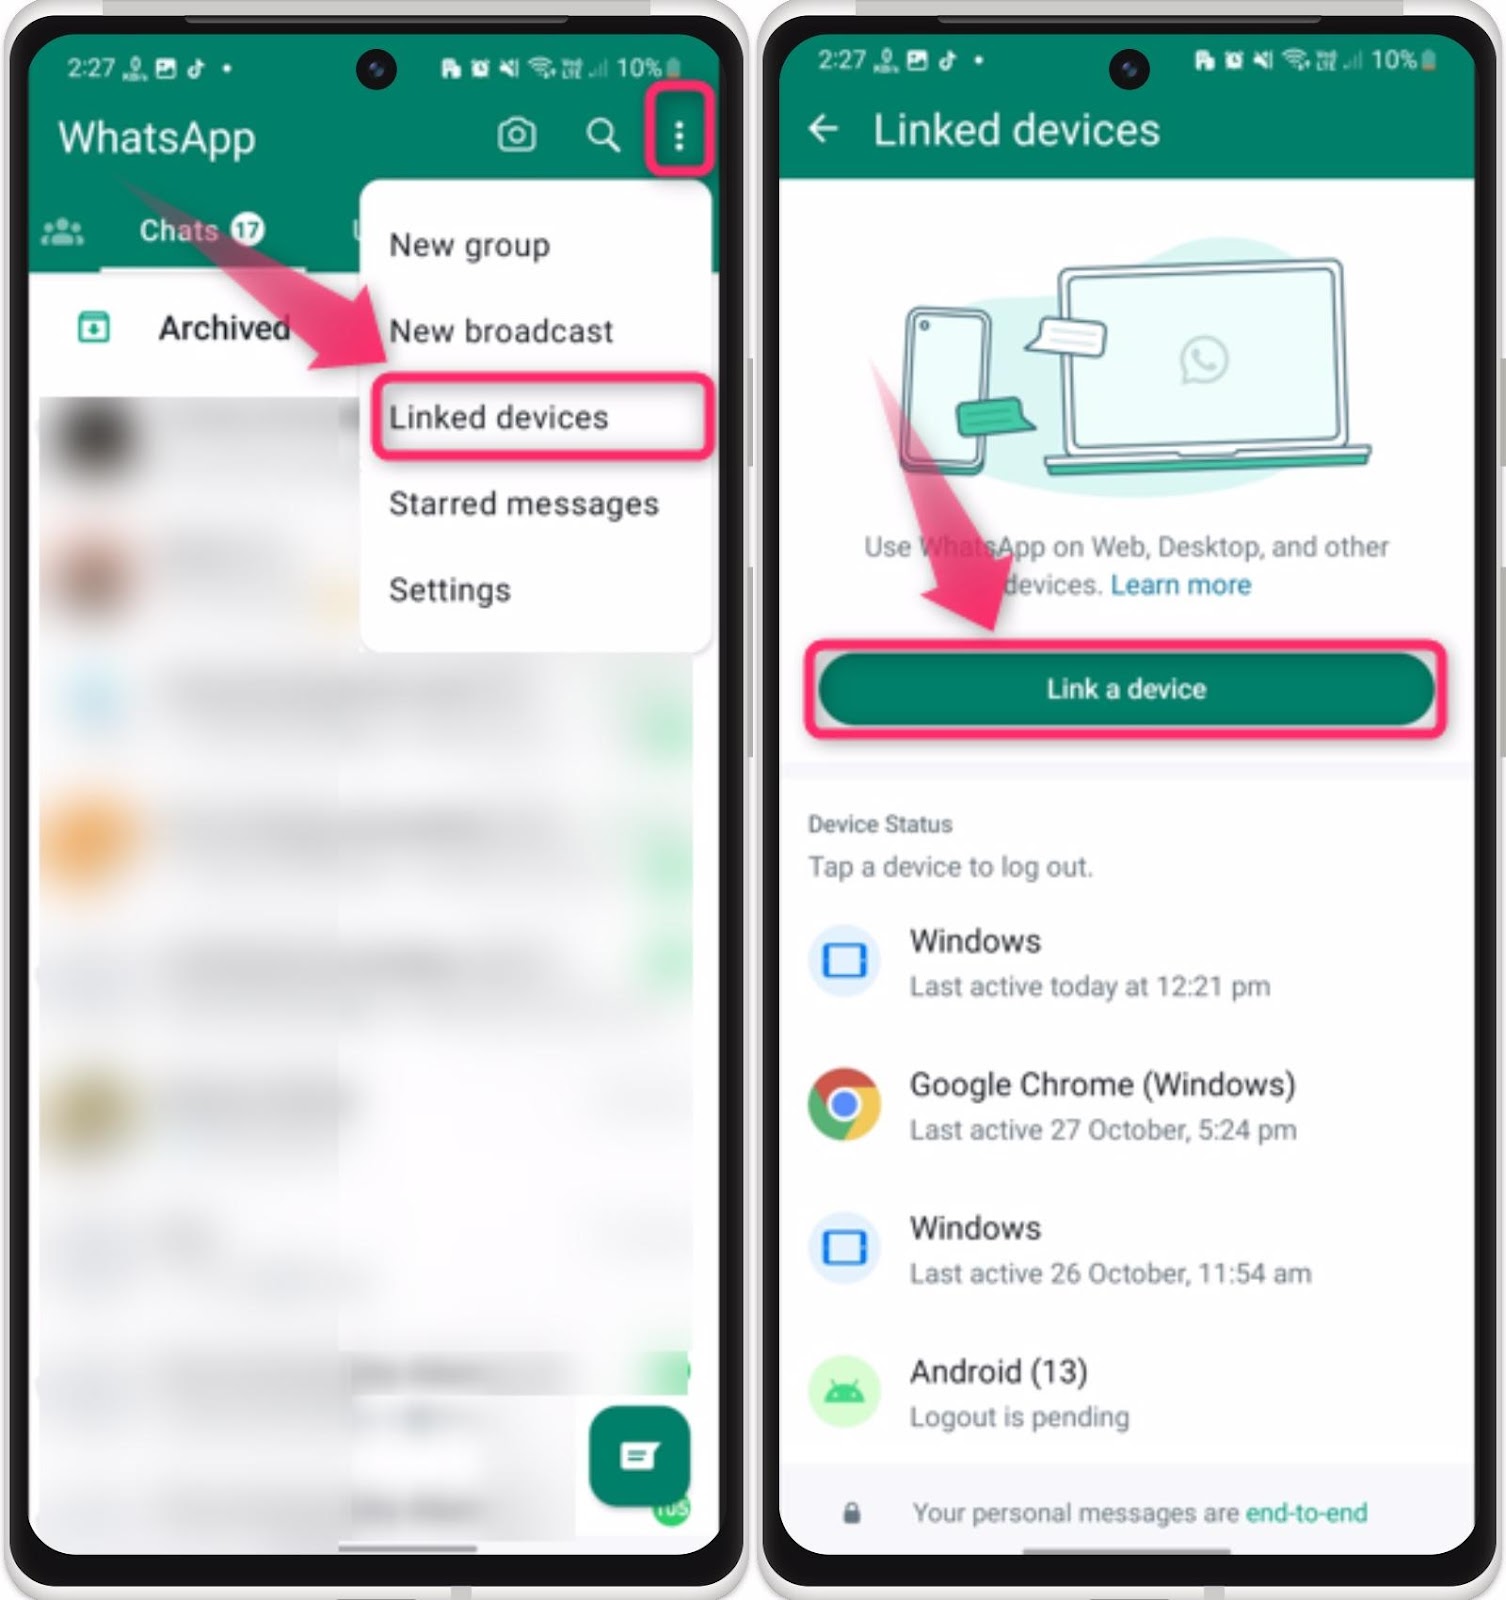 2:27
10%
WhatsApp
Chats 17
New group
Archived
New broadcast
Linked devices
Starred messages
Settings
2:27
10%
Linked devices
Use WhatsApp on Web, Desktop, and other
devices. Learn more
Link a device
Device Status
Tap a device to log out.
Windows
Last active today at 12:21 pm
Google Chrome (Windows)
Last active 27 October, 5:24 pm
Windows
Last active 26 October, 11:54 am
Android (13)
Logout is pending
Your personal messages are end-to-end